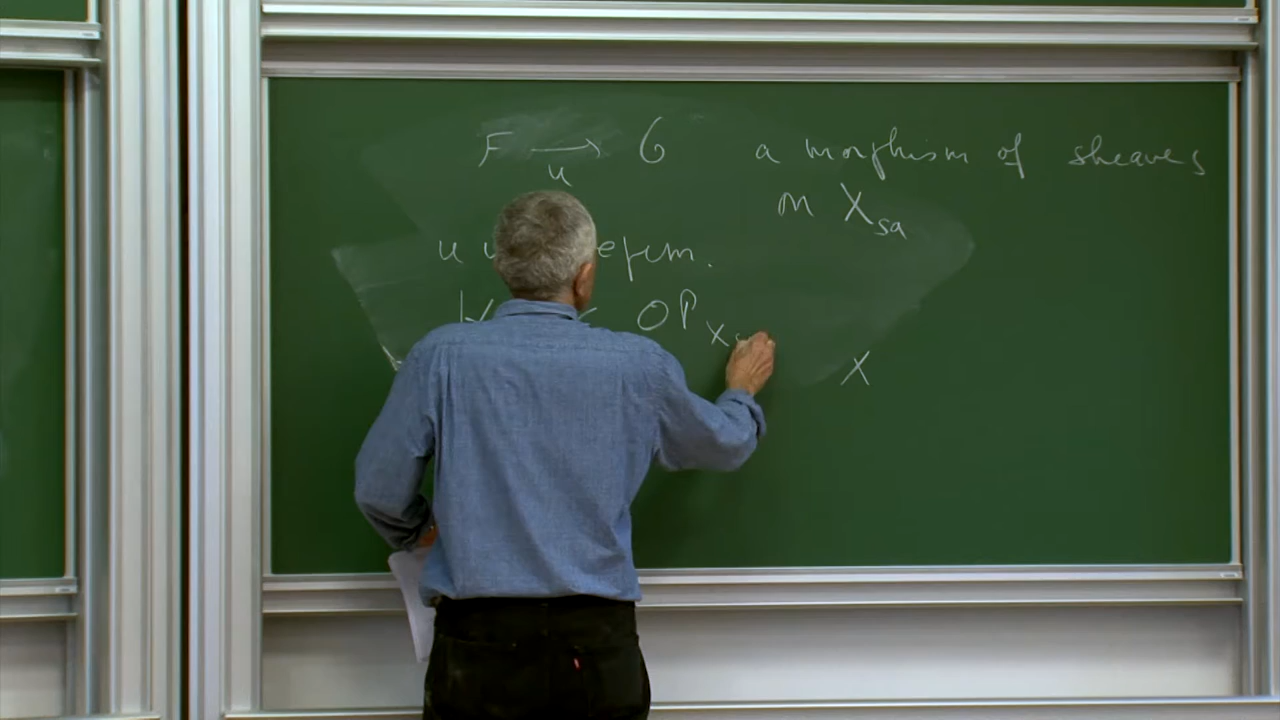 F → G a morphism of sheaves
u
on X_sa
u epim.
OP_X
X